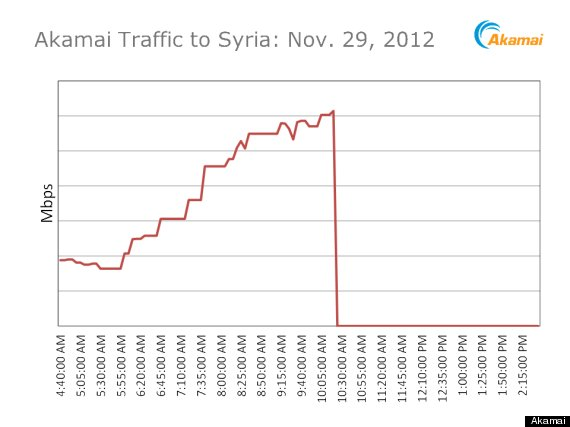 Akamai Traffic to Syria: Nov. 29, 2012
Akamai
Mbps
4:40:00 AM
5:05:00 AM
5:30:00 AM
5:55:00 AM
6:20:00 AM
6:45:00 AM
7:10:00 AM
7:35:00 AM
8:00:00 AM
8:25:00 AM
8:50:00 AM
9:15:00 AM
9:40:00 AM
10:05:00 AM
10:30:00 AM
10:55:00 AM
11:20:00 AM
11:45:00 AM
12:10:00 PM
12:35:00 PM
1:00:00 PM
1:25:00 PM
1:50:00 PM
2:15:00 PM
Akamai